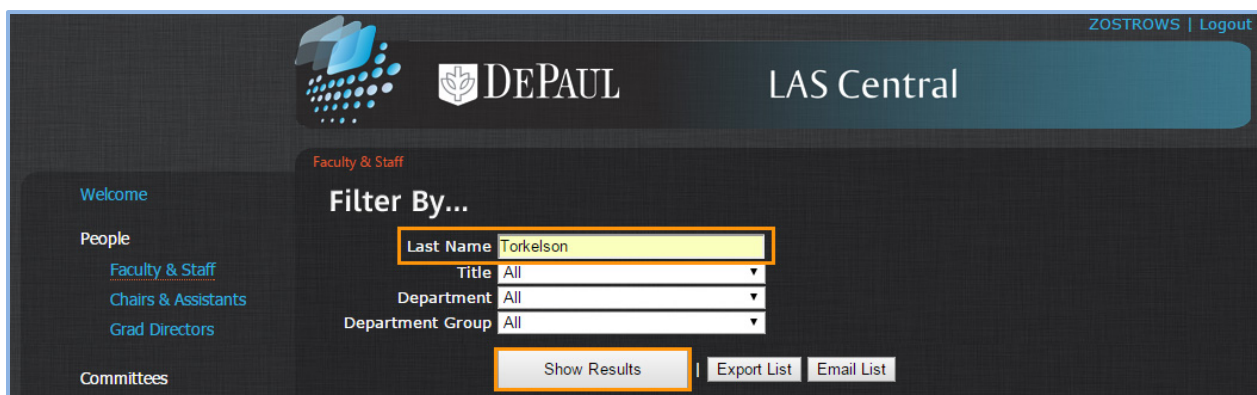 ZOSTROWS | Logout
DEPAUL LAS Central
Faculty & Staff
Welcome
Filter By...
People
Last Name Torkelson
Faculty & Staff
Title All
Chairs & Assistants
Department All
Grad Directors
Department Group All
Committees
Show Results | Export List Email List